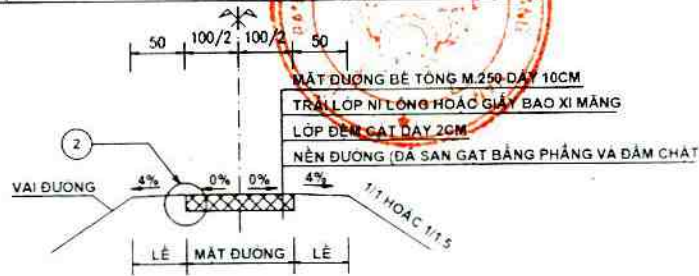 50 100/2 100/2 50
MẶT ĐƯỜNG BÊ TÔNG M.250 DÀY 10CM
TRẢI LỚP NI LÔNG HOẶC GIẤY BAO XI MĂNG
LỚP ĐỆM CÁT DÀY 2CM
NỀN ĐƯỜNG (ĐÃ SAN GẠT BẰNG PHẲNG VÀ ĐẦM CHẶT
2
VAI ĐƯỜNG
4% 0% 0% 4%
1/1 HOẶC 1/1.5
LỀ MẶT ĐƯỜNG LỀ